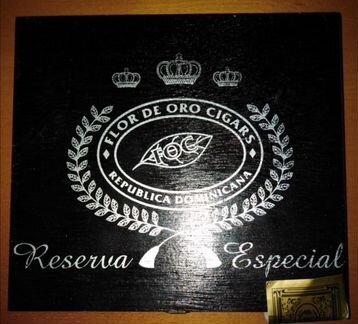 FLOR DE ORO CIGARS
FOC
REPUBLICA DOMINICANA
Reserva Especial